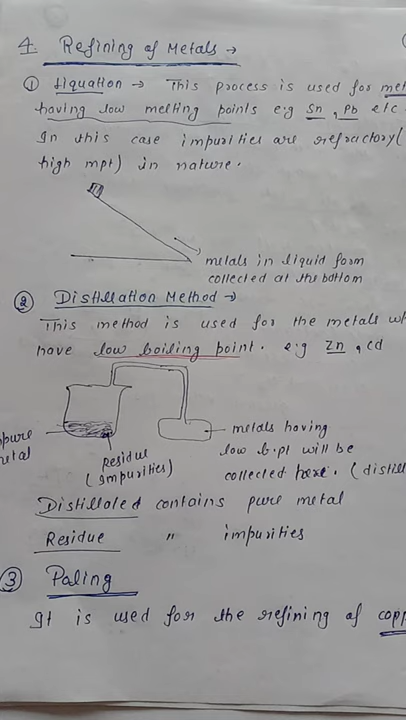 4. Refining of Metals →
① Liquation → This process is used for met
having low melting points e.g Sn, Pb etc
In this case impurities are refractory (
high mpt) in nature.
metals in liquid form
collected at the bottom
② Distillation Method →
This method is used for the metals wh
have low boiling point. e.g Zn, cd
mpure
metal
residue
(impurities)
metals having
low b.pt will be
collected here. (distill
Distillated contains pure metal
Residue " impurities
③ Poling
It is used for the refining of copp